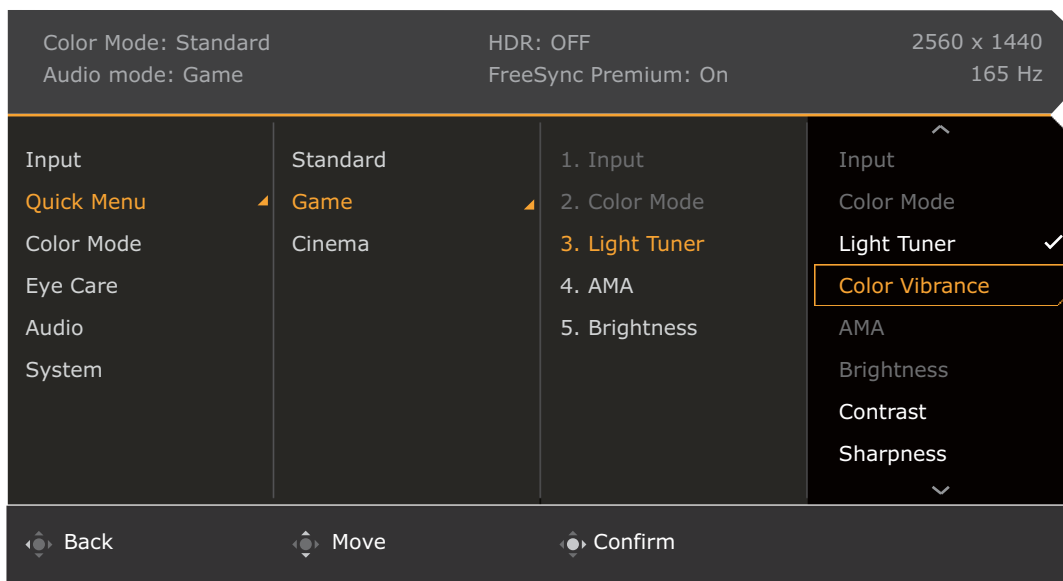 Color Mode: Standard
HDR: OFF
2560 x 1440
Audio mode: Game
FreeSync Premium: On
165 Hz
Input
Quick Menu
Color Mode
Eye Care
Audio
System
Standard
Game
Cinema
1. Input
2. Color Mode
3. Light Tuner
4. AMA
5. Brightness
Input
Color Mode
Light Tuner
Color Vibrance
AMA
Brightness
Contrast
Sharpness
Back
Move
Confirm